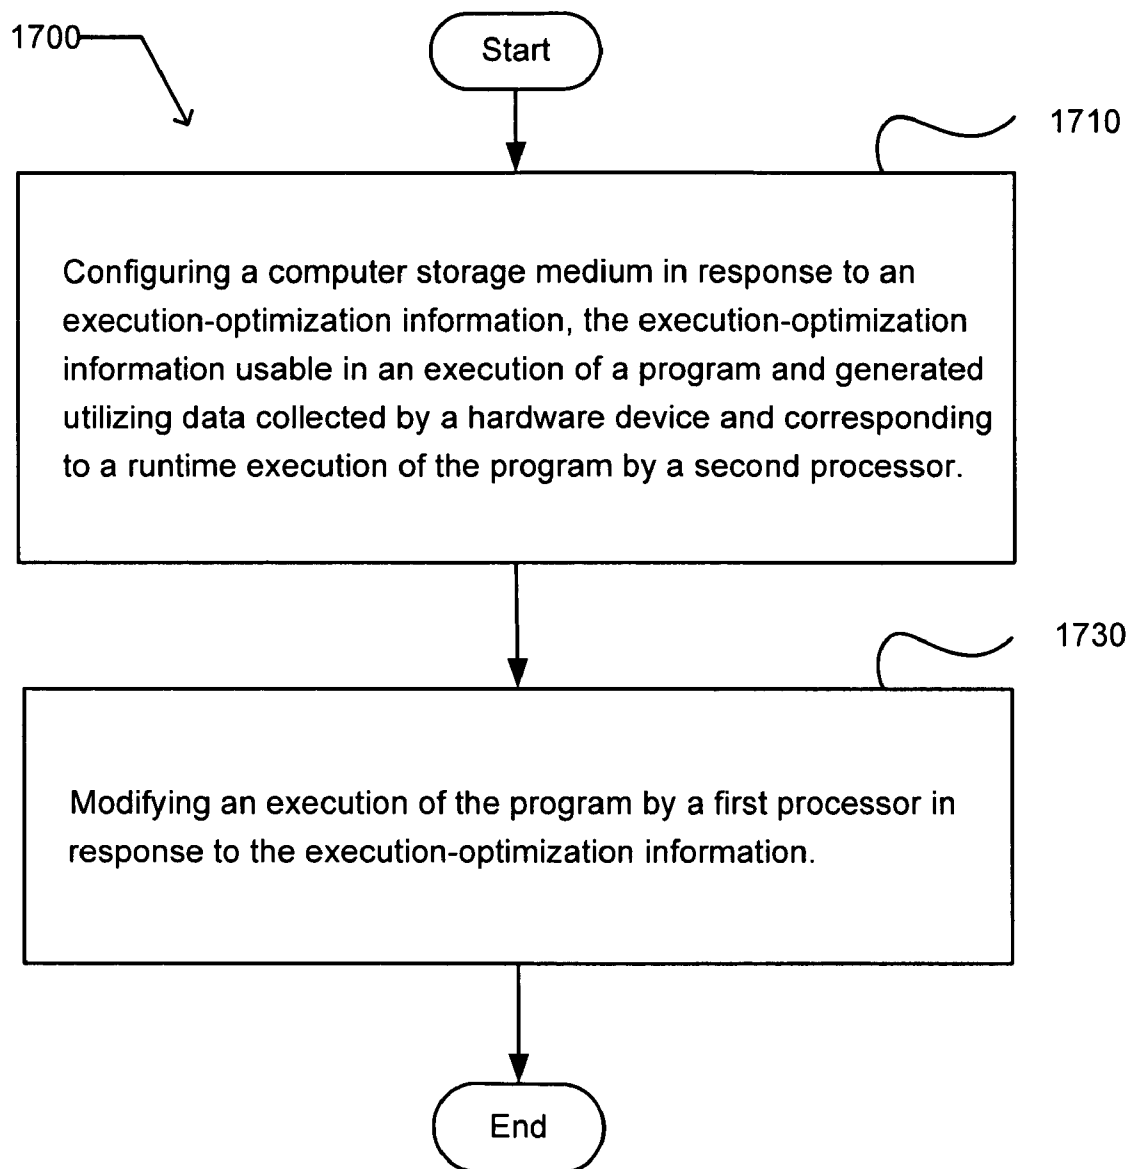 1700
Start
1710
Configuring a computer storage medium in response to an
execution-optimization information, the execution-optimization
information usable in an execution of a program and generated
utilizing data collected by a hardware device and corresponding
to a runtime execution of the program by a second processor.
1730
Modifying an execution of the program by a first processor in
response to the execution-optimization information.
End